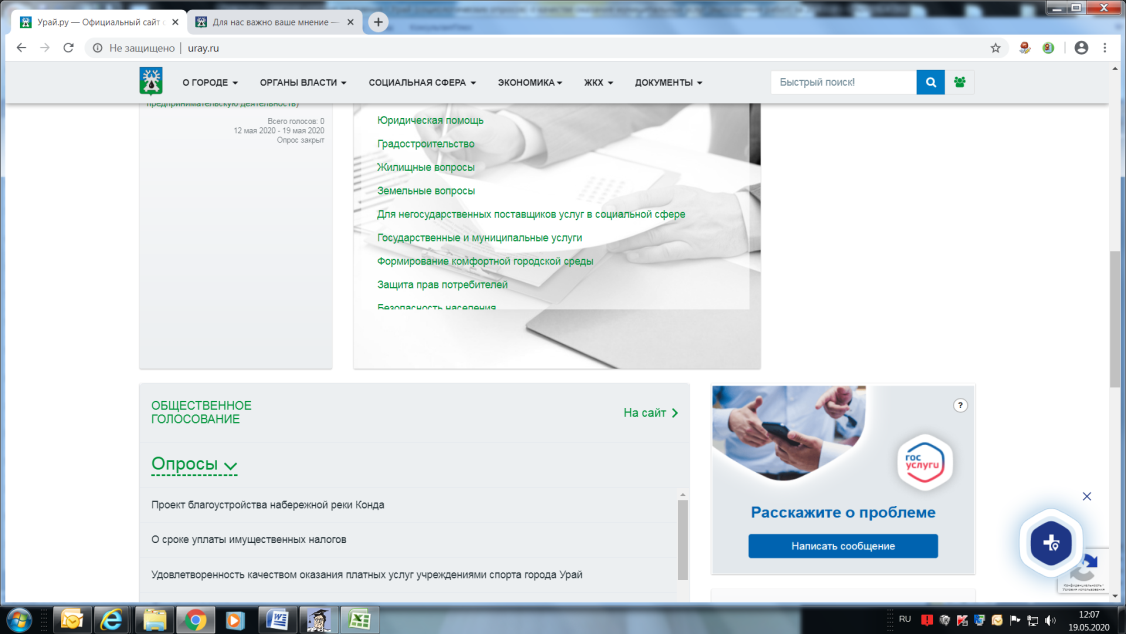 Урай.ру — Официальный сайт
Для нас важно ваше мнение —
Не защищено
uray.ru
О ГОРОДЕ
ОРГАНЫ ВЛАСТИ
СОЦИАЛЬНАЯ СФЕРА
ЭКОНОМИКА
ЖКХ
ДОКУМЕНТЫ
Быстрый поиск!
предпринимательскую деятельность)
Всего голосов: 0
12 мая 2020 - 19 мая 2020
Опрос закрыт
Юридическая помощь
Градостроительство
Жилищные вопросы
Земельные вопросы
Для негосударственных поставщиков услуг в социальной сфере
Государственные и муниципальные услуги
Формирование комфортной городской среды
Защита прав потребителей
Безопасность населения
ОБЩЕСТВЕННОЕ
ГОЛОСОВАНИЕ
На сайт
Опросы
Проект благоустройства набережной реки Конда
О сроке уплаты имущественных налогов
Удовлетворенность качеством оказания платных услуг учреждениями спорта города Урай
?
гос
услуги
Расскажите о проблеме
Написать сообщение
Конфиденциальность
Условия использования
RU
12:07
19.05.2020